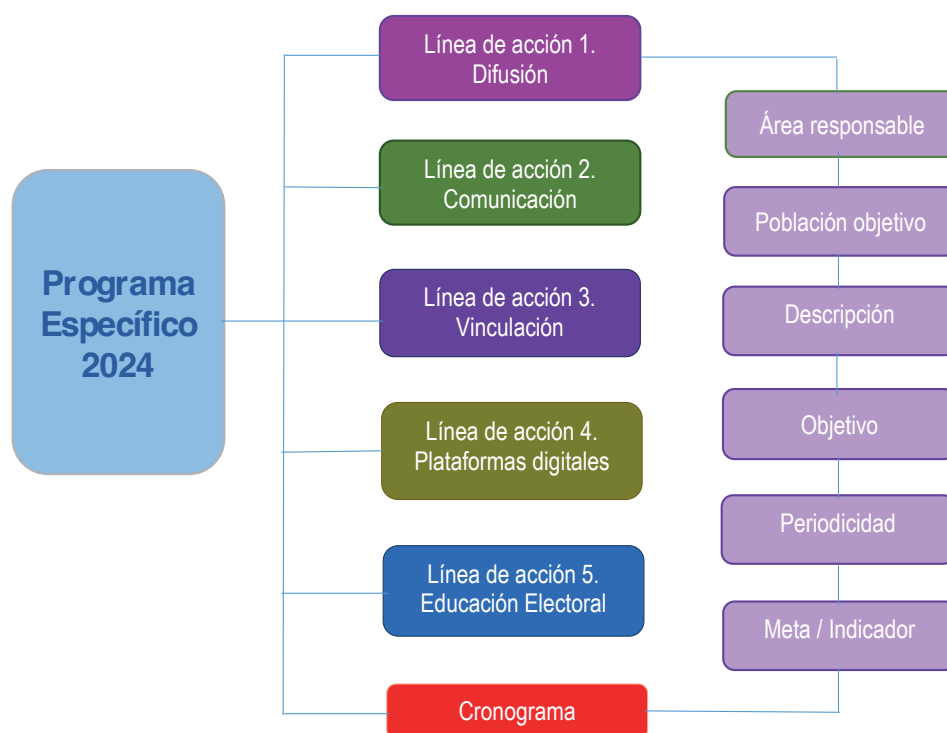 Programa
Específico
2024
Línea de acción 1.
Difusión
Línea de acción 2.
Comunicación
Línea de acción 3.
Vinculación
Línea de acción 4.
Plataformas digitales
Línea de acción 5.
Educación Electoral
Cronograma
Área responsable
Población objetivo
Descripción
Objetivo
Periodicidad
Meta / Indicador